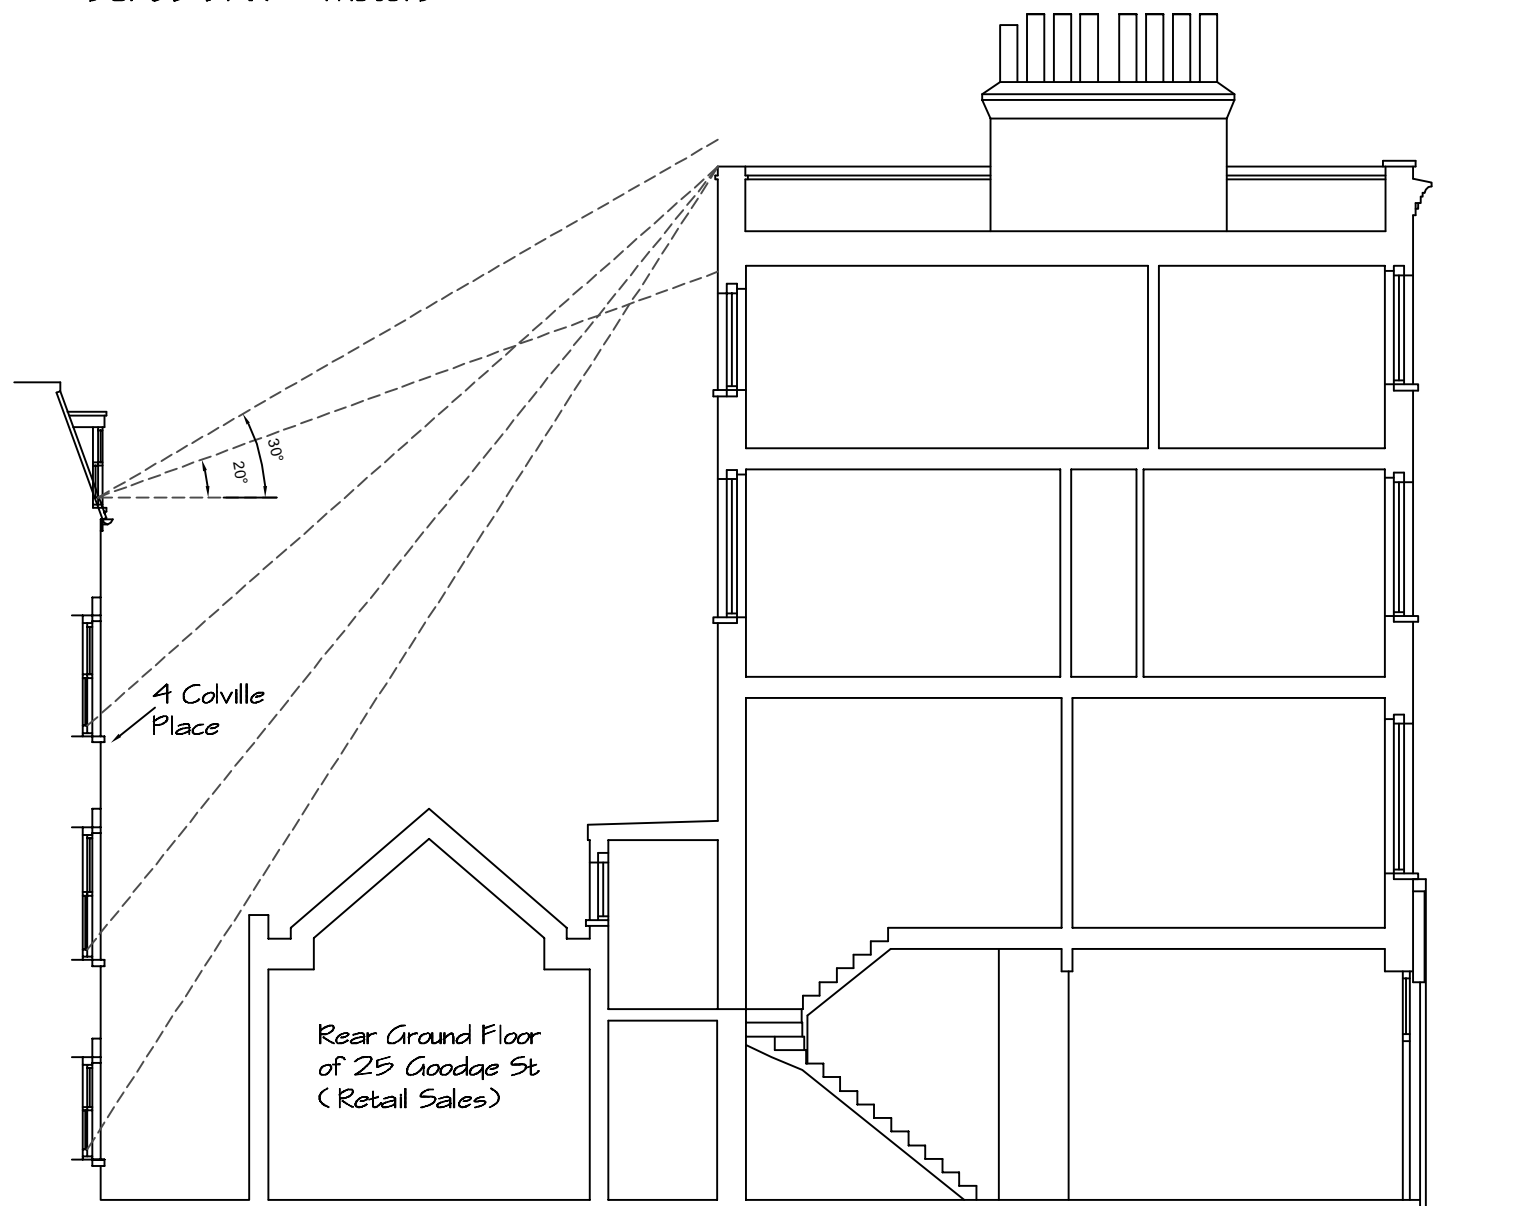 30°
20°
4 Colville
Place
Rear Ground Floor
of 25 Goodge St
( Retail Sales)